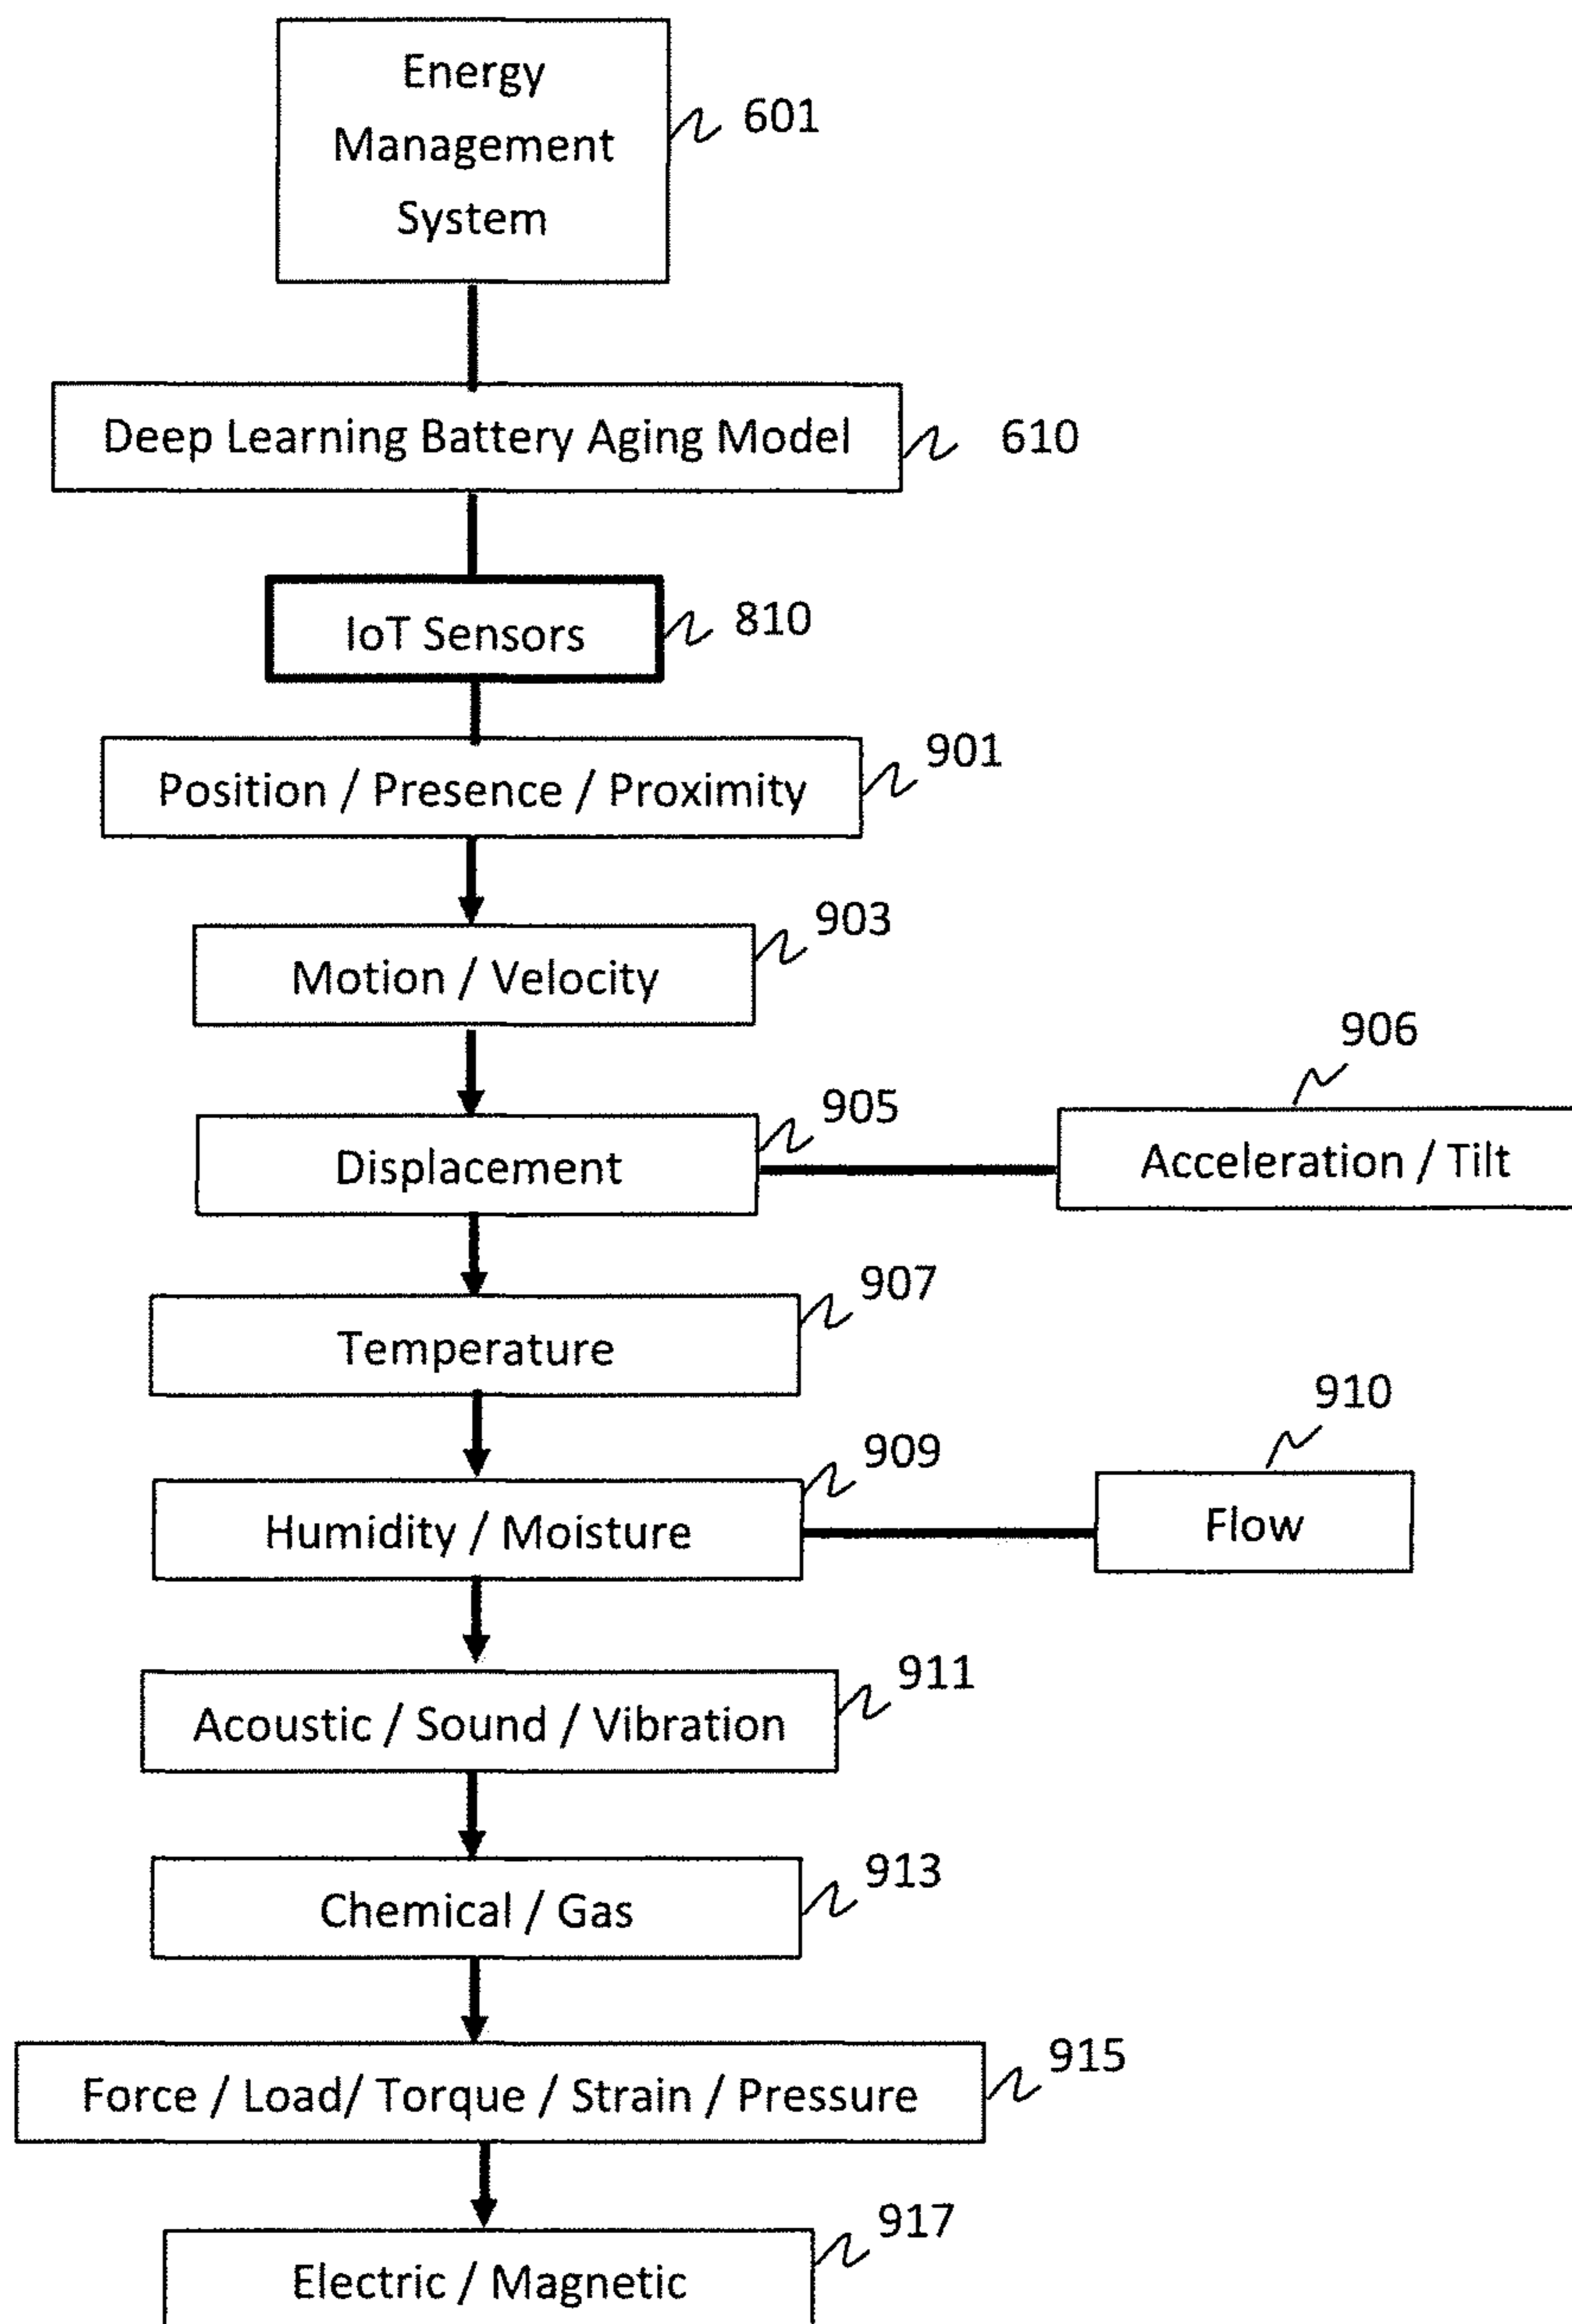 Energy
Management
System
601
Deep Learning Battery Aging Model
610
IoT Sensors
810
Position / Presence / Proximity
901
Motion / Velocity
903
Displacement
905
Acceleration / Tilt
906
Temperature
907
Humidity / Moisture
909
Flow
910
Acoustic / Sound / Vibration
911
Chemical / Gas
913
Force / Load/ Torque / Strain / Pressure
915
Electric / Magnetic
917